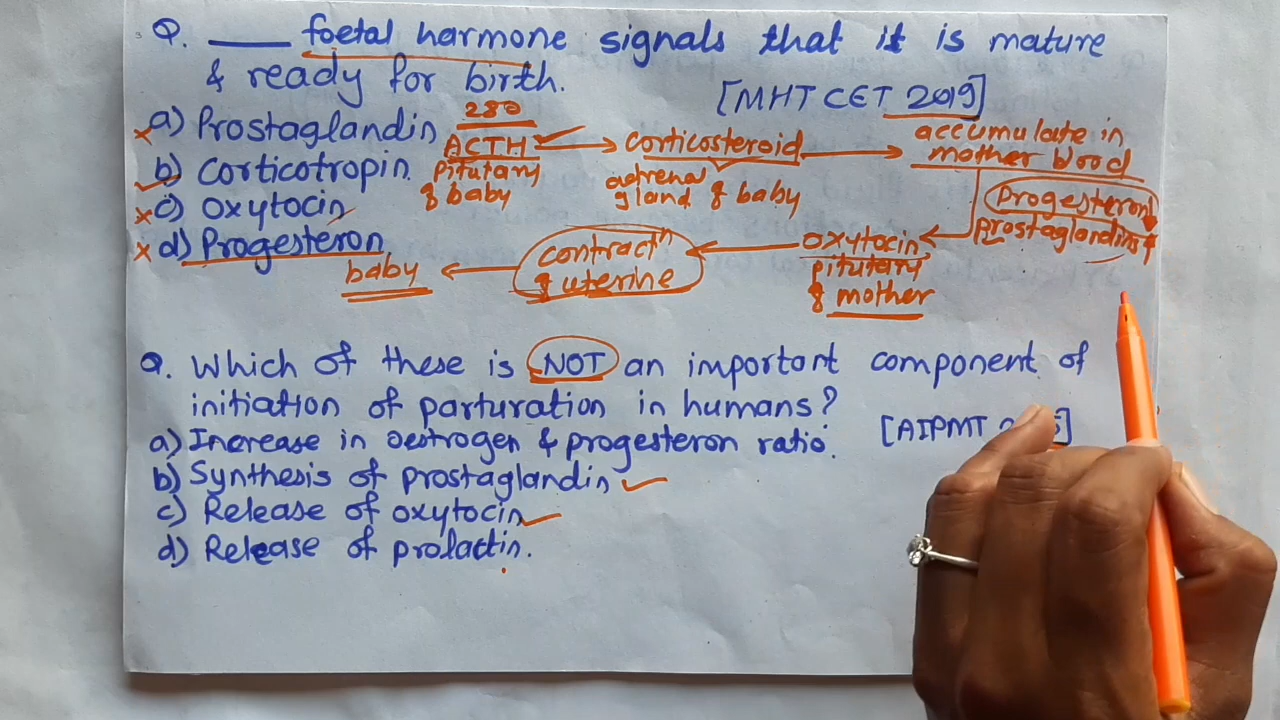 Q. ____ foetal harmone signals that it is mature
& ready for birth.
[MHT CET 2019]
a) Prostaglandin
b) Corticotropin
c) Oxytocin
d) Progesteron
280
ACTH
pitutary
& baby
corticosteroid
adrenal
gland & baby
accumulate in
mother blood
Progesteron
Prostaglandins
oxytocin
pitutary
& mother
contractⁿ
& uterine
baby
Q. Which of these is NOT an important component of
initiation of parturation in humans?
[AIPMT
a) Increase in oestrogen & progesteron ratio.
b) Synthesis of prostaglandin
c) Release of oxytocin
d) Release of prolactin.